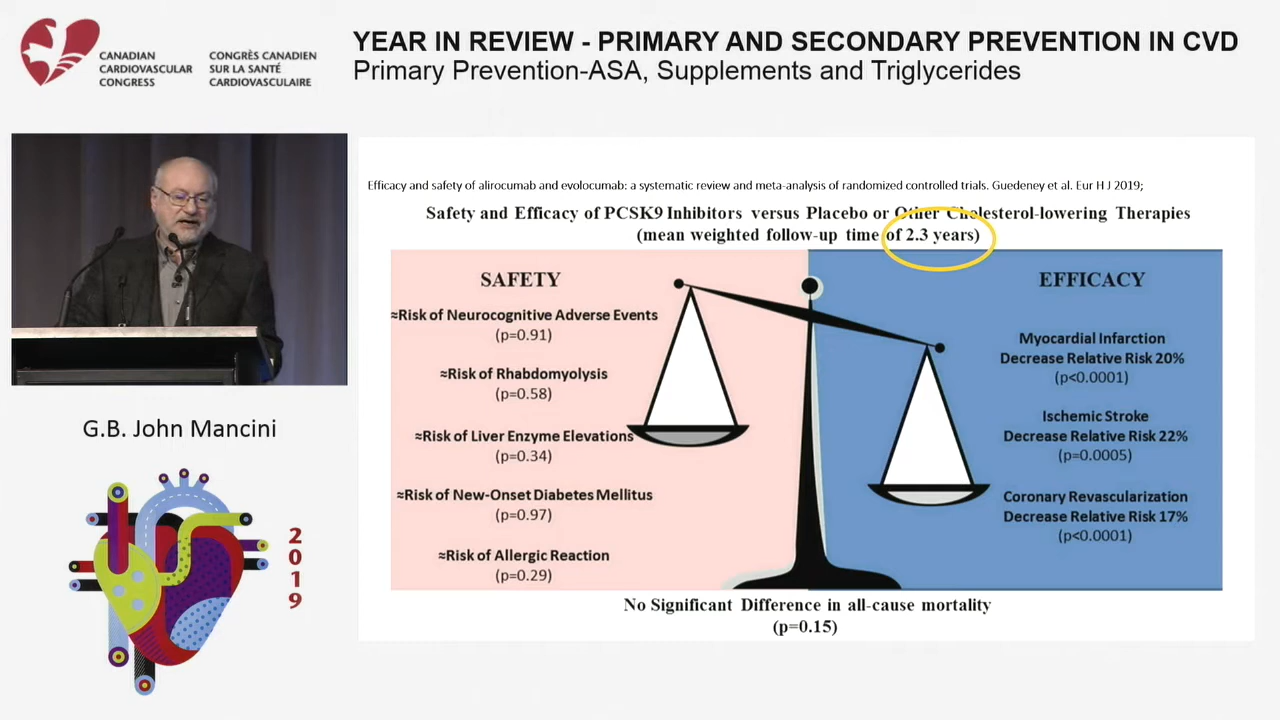 CANADIAN
CARDIOVASCULAR
CONGRESS
CONGRÈS CANADIEN
SUR LA SANTÉ
CARDIOVASCULAIRE
YEAR IN REVIEW - PRIMARY AND SECONDARY PREVENTION IN CVD
Primary Prevention-ASA, Supplements and Triglycerides
Efficacy and safety of alirocumab and evolocumab: a systematic review and meta-analysis of randomized controlled trials. Guedeney et al. Eur H J 2019;
Safety and Efficacy of PCSK9 Inhibitors versus Placebo or Other Cholesterol-lowering Therapies
(mean weighted follow-up time of 2.3 years)
SAFETY
≈Risk of Neurocognitive Adverse Events
(p=0.91)
≈Risk of Rhabdomyolysis
(p=0.58)
≈Risk of Liver Enzyme Elevations
(p=0.34)
≈Risk of New-Onset Diabetes Mellitus
(p=0.97)
≈Risk of Allergic Reaction
(p=0.29)
EFFICACY
Myocardial Infarction
Decrease Relative Risk 20%
(p<0.0001)
Ischemic Stroke
Decrease Relative Risk 22%
(p=0.0005)
Coronary Revascularization
Decrease Relative Risk 17%
(p<0.0001)
No Significant Difference in all-cause mortality
(p=0.15)
G.B. John Mancini
2019